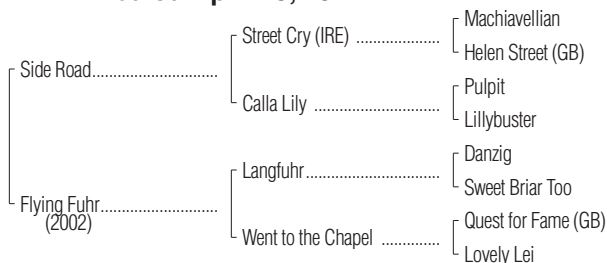 Machiavellian
Street Cry (IRE) ....................
Helen Street (GB)
Side Road..............................
Pulpit
Calla Lily ..............................
Lillybuster
Danzig
Langfuhr................................
Sweet Briar Too
Flying Fuhr............................
(2002)
Quest for Fame (GB)
Went to the Chapel ..............
Lovely Lei